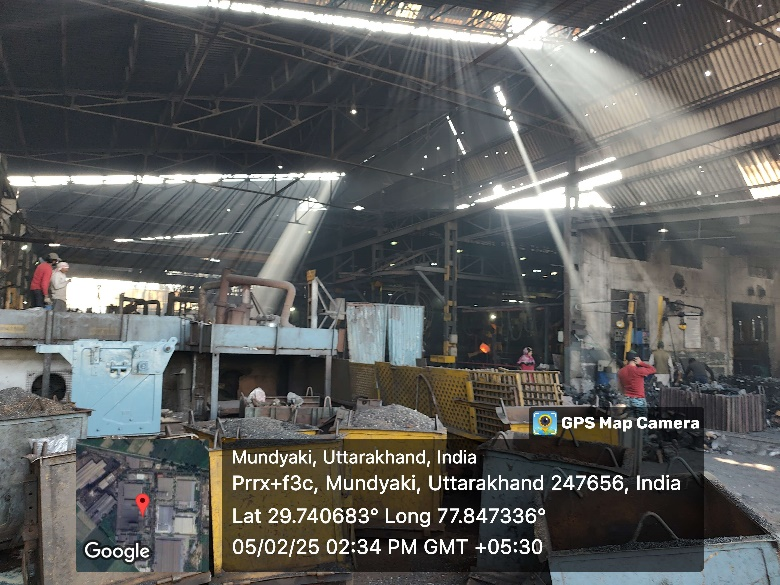 GPS Map Camera
Mundyaki, Uttarakhand, India
Prrx+f3c, Mundyaki, Uttarakhand 247656, India
Lat 29.740683° Long 77.847336°
05/02/25 02:34 PM GMT +05:30
Google